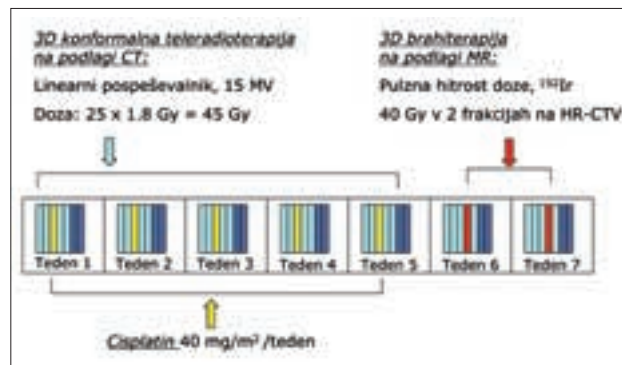 3D konformalna teleradioterapija
na podlagi CT:
Linearni pospeševalnik, 15 MV
Doza: 25 x 1.8 Gy = 45 Gy
3D brahiterapija
na podlagi MR:
Pulzna hitrost doze, ¹⁹²Ir
40 Gy v 2 frakcijah na HR-CTV
Teden 1
Teden 2
Teden 3
Teden 4
Teden 5
Teden 6
Teden 7
Cisplatin 40 mg/m² /teden